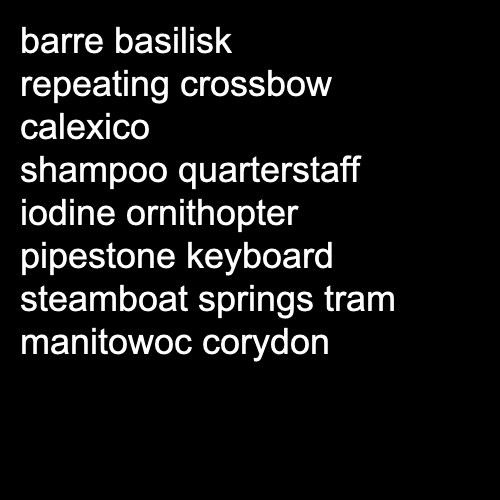 barre basilisk
repeating crossbow
calexico
shampoo quarterstaff
iodine ornithopter
pipestone keyboard
steamboat springs tram
manitowoc corydon